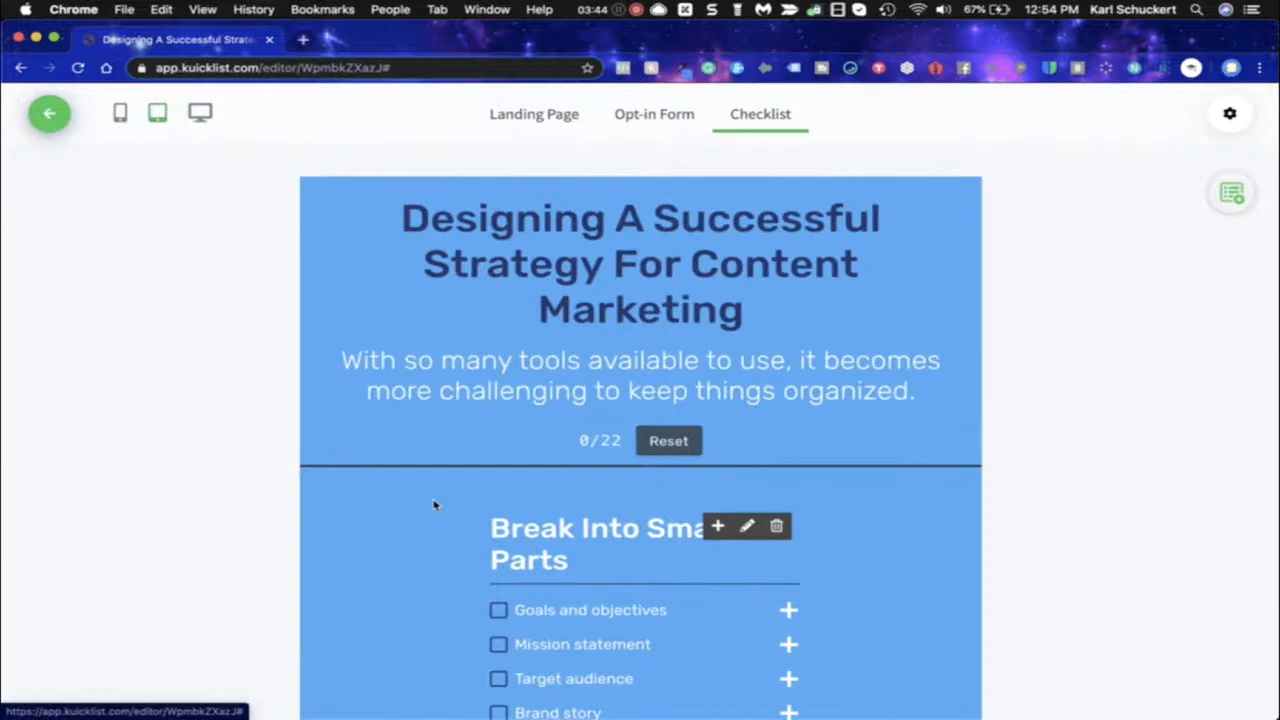 Chrome File Edit View History Bookmarks People Tab Window Help 03:44 67% 12:54 PM Karl Schuckert
Designing A Successful Strate
app.kuicklist.com/editor/WpmbkZXazJ#
Landing Page Opt-in Form Checklist
Designing A Successful
Strategy For Content
Marketing
With so many tools available to use, it becomes
more challenging to keep things organized.
0/22 Reset
Break Into Sma
Parts
Goals and objectives
Mission statement
Target audience
Brand story
https://app.kuicklist.com/editor/WpmbkZXazJ#